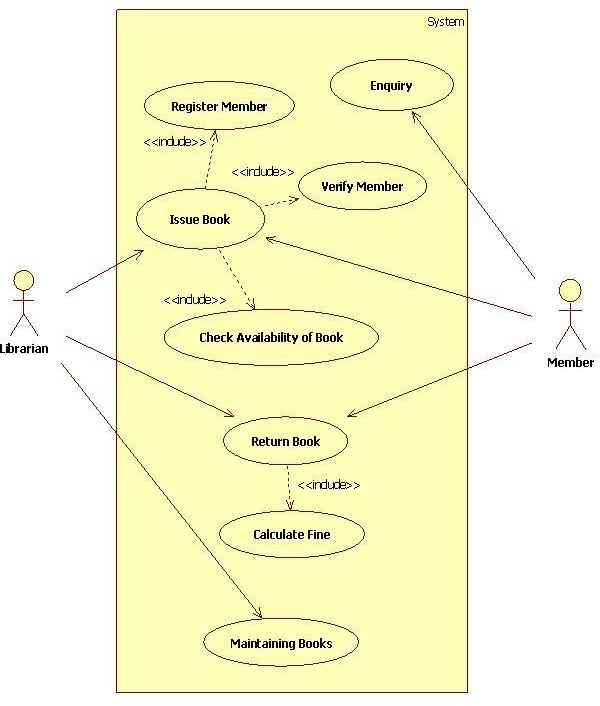 System
Enquiry
Register Member
<<include>>
<<include>>
Verify Member
Issue Book
<<include>>
Check Availability of Book
Librarian
Member
Return Book
<<include>>
Calculate Fine
Maintaining Books